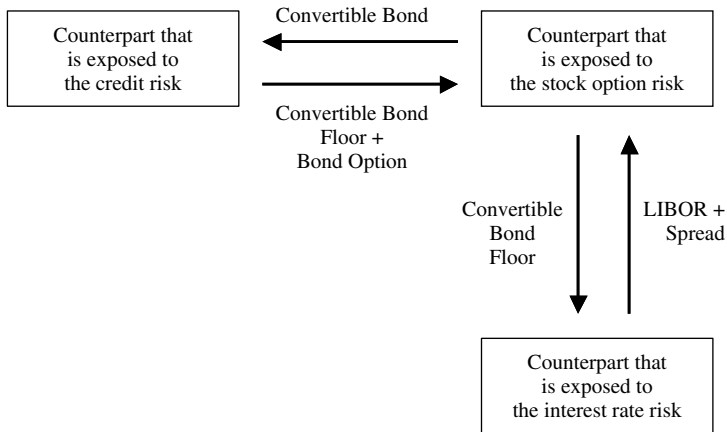 Convertible Bond
Counterpart that
is exposed to
the credit risk
Counterpart that
is exposed to
the stock option risk
Convertible Bond
Floor +
Bond Option
Convertible
Bond
Floor
LIBOR +
Spread
Counterpart that
is exposed to
the interest rate risk